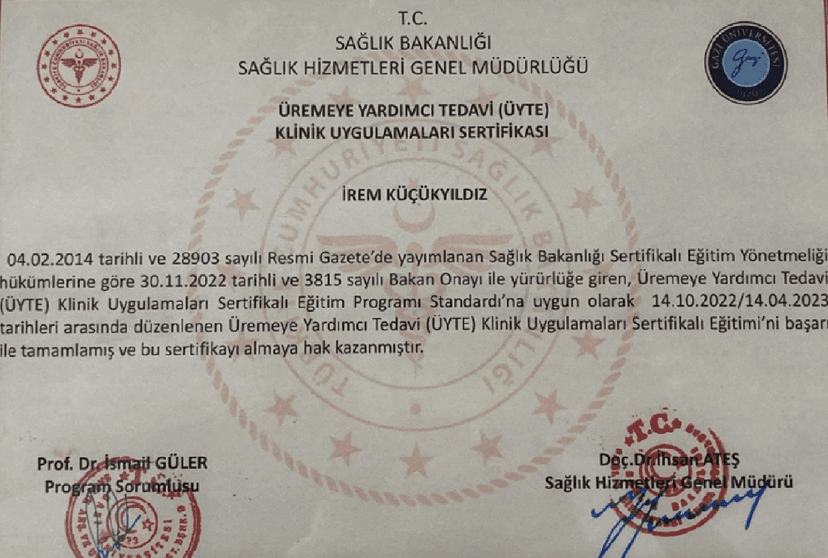 T.C.
SAĞLIK BAKANLIĞI
SAĞLIK HİZMETLERİ GENEL MÜDÜRLÜĞÜ
GAZİ ÜNİVERSİTESİ
ÜREMEYE YARDIMCI TEDAVİ (ÜYTE)
KLİNİK UYGULAMALARI SERTİFİKASI
İREM KÜÇÜKYILDIZ
04.02.2014 tarihli ve 28903 sayılı Resmi Gazete'de yayımlanan Sağlık Bakanlığı Sertifikalı Eğitim Yönetmeliği
hükümlerine göre 30.11.2022 tarihli ve 3815 sayılı Bakan Onayı ile yürürlüğe giren, Üremeye Yardımcı Tedavi
(ÜYTE) Klinik Uygulamaları Sertifikalı Eğitim Programı Standardı'na uygun olarak 14.10.2022/14.04.2023
tarihleri arasında düzenlenen Üremeye Yardımcı Tedavi (ÜYTE) Klinik Uygulamaları Sertifikalı Eğitimi'ni başarı
ile tamamlamış ve bu sertifikayı almaya hak kazanmıştır.
Prof. Dr. İsmail GÜLER
Program Sorumlusu
T.C.
Doç.Dr.İhsan ATEŞ
Sağlık Hizmetleri Genel Müdürü